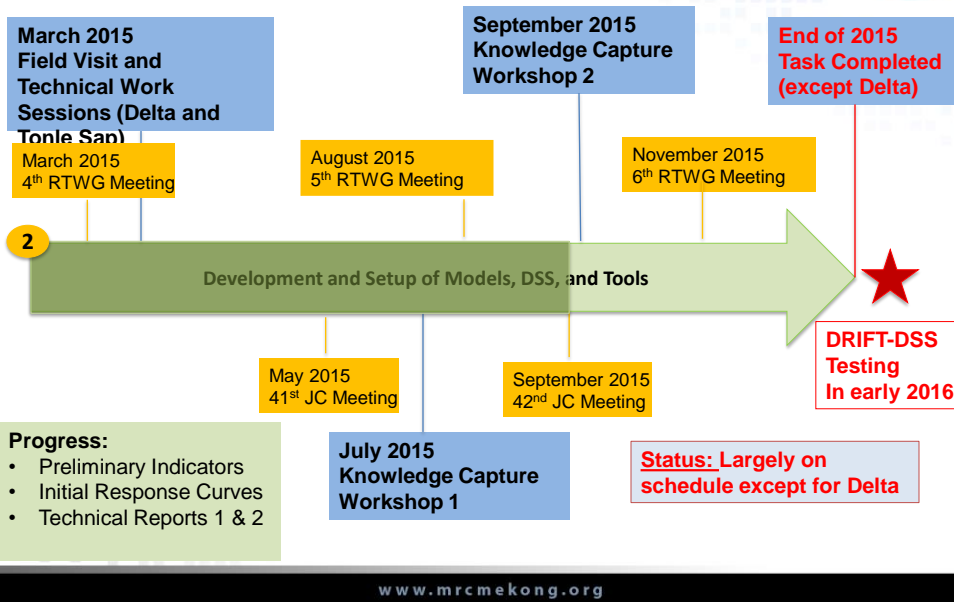 March 2015
Field Visit and
Technical Work
Sessions (Delta and
Tonle Sap)
September 2015
Knowledge Capture
Workshop 2
End of 2015
Task Completed
(except Delta)
March 2015
4th RTWG Meeting
August 2015
5th RTWG Meeting
November 2015
6th RTWG Meeting
2
Development and Setup of Models, DSS, and Tools
DRIFT-DSS
Testing
In early 2016
May 2015
41st JC Meeting
September 2015
42nd JC Meeting
Progress:
• Preliminary Indicators
• Initial Response Curves
• Technical Reports 1 & 2
July 2015
Knowledge Capture
Workshop 1
Status: Largely on
schedule except for Delta
www.mrcmekong.org